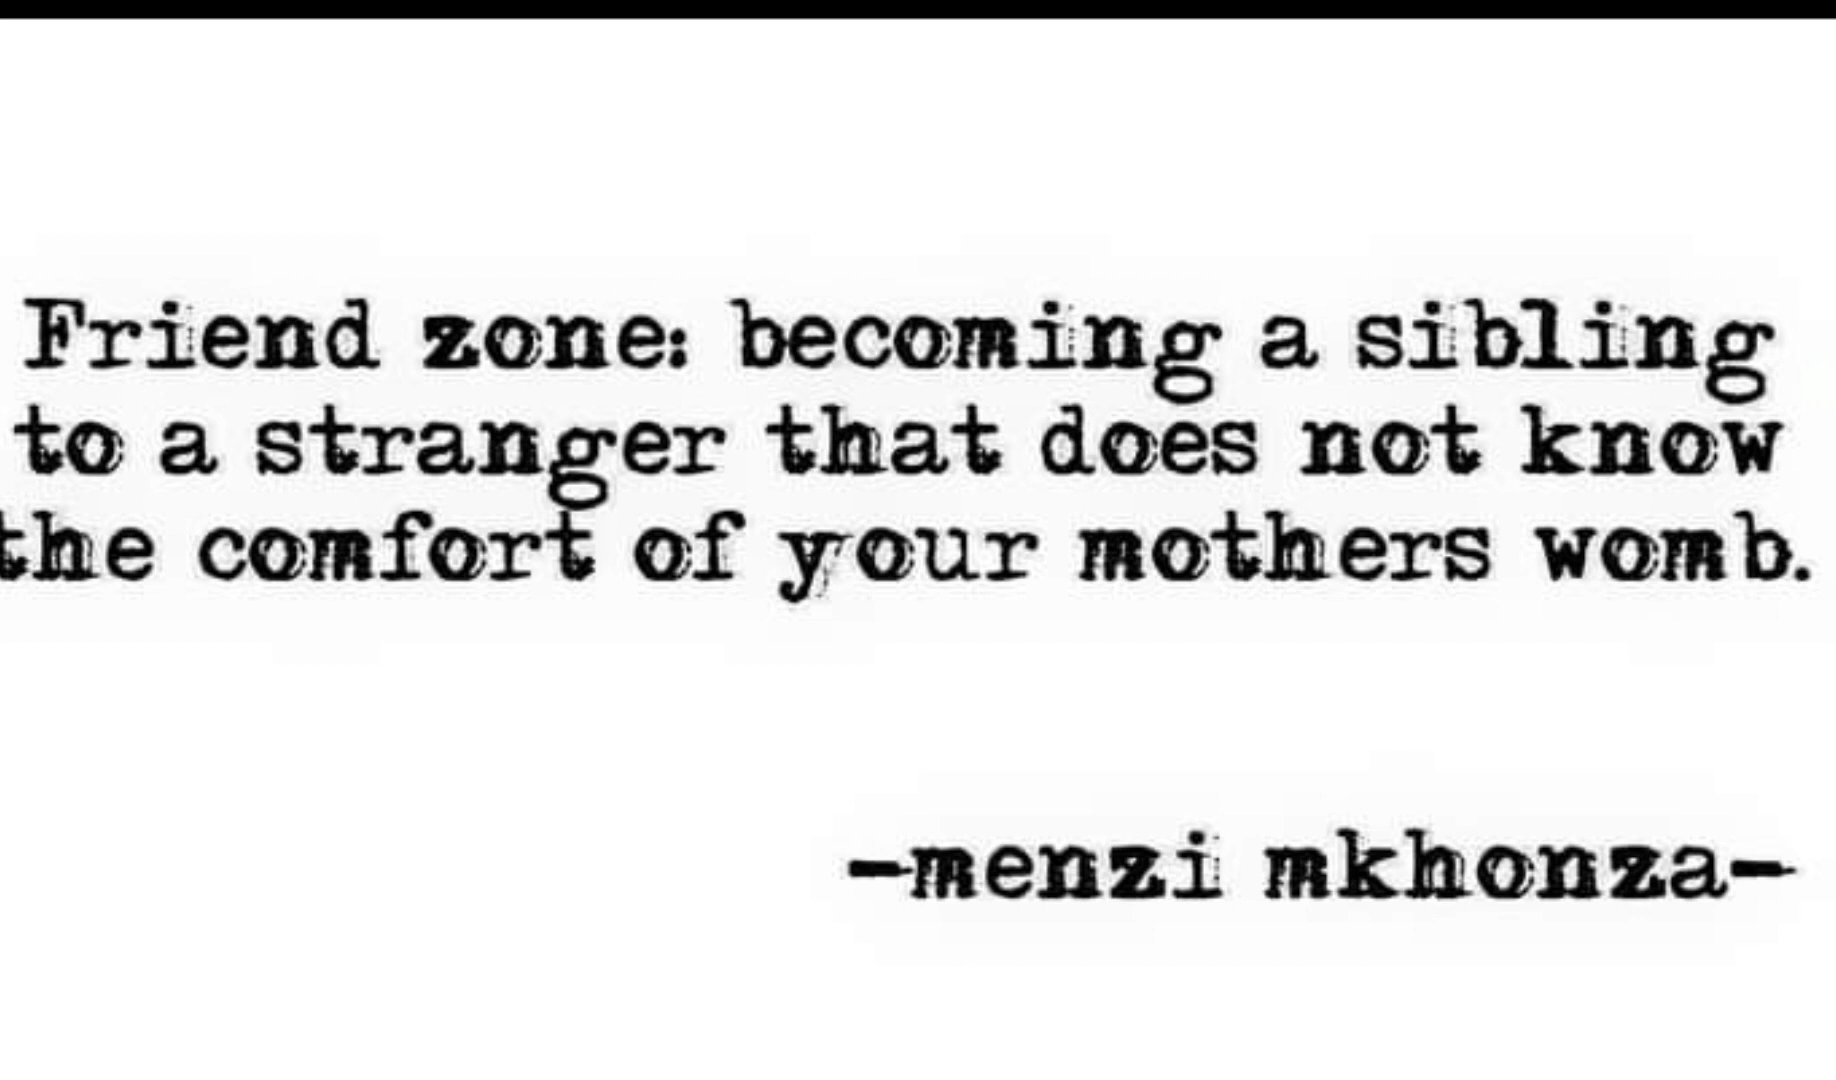 Friend zone: becoming a sibling
to a stranger that does not know
the comfort of your mothers womb.
-menzi mkhonza-